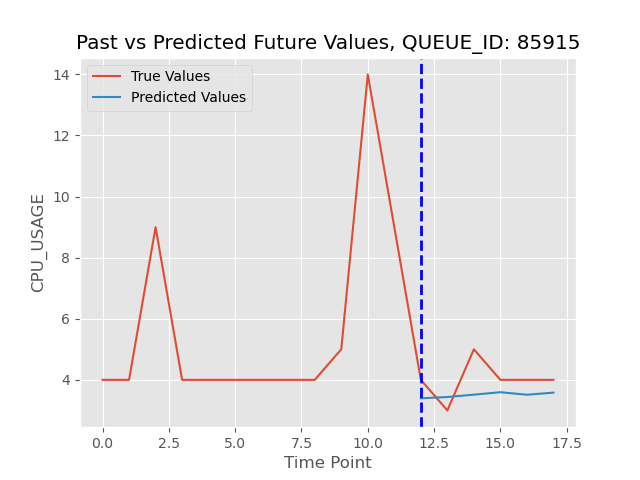 Past vs Predicted Future Values, QUEUE_ID: 85915
True Values
Predicted Values
14
12
10
8
6
4
CPU_USAGE
0.0 2.5 5.0 7.5 10.0 12.5 15.0 17.5
Time Point